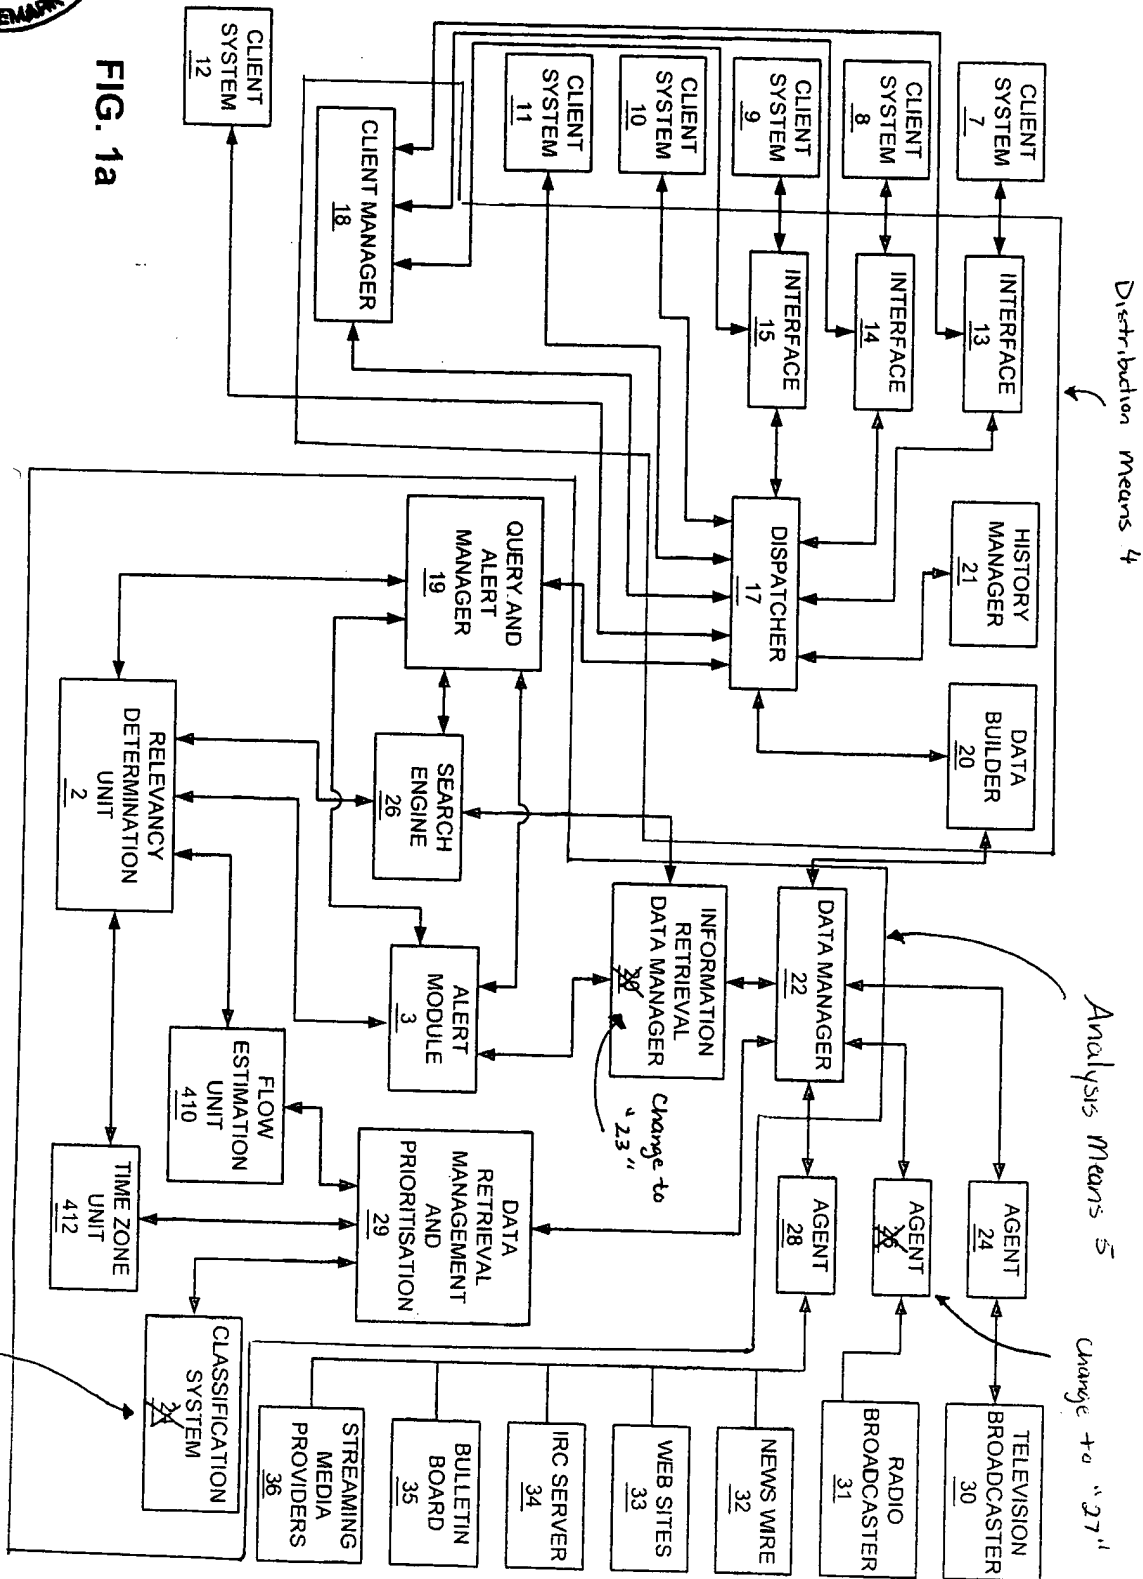 EMARK
Distribution means 4
Analysis Means 5
change to "27"
CLIENT
SYSTEM
7
CLIENT
SYSTEM
8
CLIENT
SYSTEM
9
CLIENT
SYSTEM
10
CLIENT
SYSTEM
11
CLIENT
SYSTEM
12
INTERFACE
13
INTERFACE
14
INTERFACE
15
CLIENT MANAGER
18
HISTORY
MANAGER
21
DISPATCHER
17
DATA
BUILDER
20
QUERY AND
ALERT
MANAGER
19
SEARCH
ENGINE
26
RELEVANCY
DETERMINATION
UNIT
2
DATA MANAGER
22
INFORMATION
RETRIEVAL
DATA MANAGER
20
change to
"23"
ALERT
MODULE
3
FLOW
ESTIMATION
UNIT
410
AGENT
24
AGENT
26
AGENT
28
DATA
RETRIEVAL
MANAGEMENT
AND
PRIORITISATION
29
TIME ZONE
UNIT
412
TELEVISION
BROADCASTER
30
RADIO
BROADCASTER
31
NEWS WIRE
32
WEB SITES
33
IRC SERVER
34
BULLETIN
BOARD
35
STREAMING
MEDIA
PROVIDERS
36
CLASSIFICATION
SYSTEM
FIG. 1a